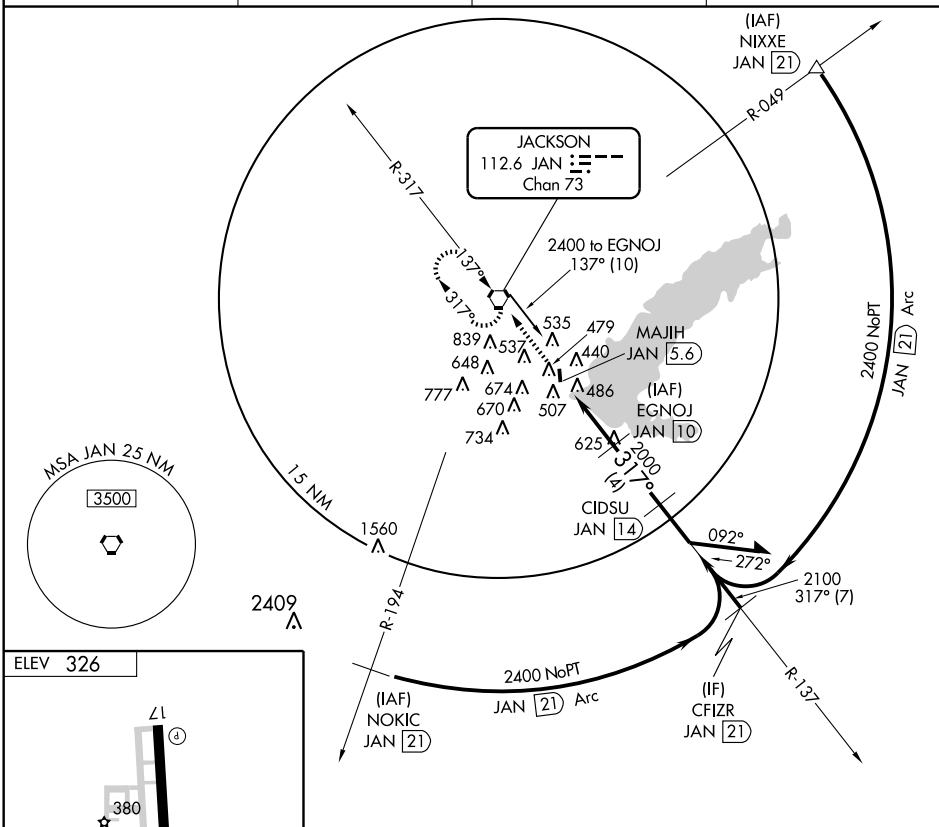 (IAF)
NIXXE
JAN 21
R-049
JACKSON
112.6 JAN
Chan 73
R-317
137°
317°
2400 to EGNOJ
137° (10)
2400 NoPT
JAN 21 Arc
535
479
839
537
440
MAJIH
JAN 5.6
648
777
674
486
670
507
734
(IAF)
EGNOJ
JAN 10
625
2000
317°
(4)
CIDSU
JAN 14
MSA JAN 25 NM
3500
15 NM
1560
092°
272°
2100
317° (7)
2409
R-194
R-137
2400 NoPT
JAN 21 Arc
(IAF)
NOKIC
JAN 21
(IF)
CFIZR
JAN 21
ELEV 326
17
P
380